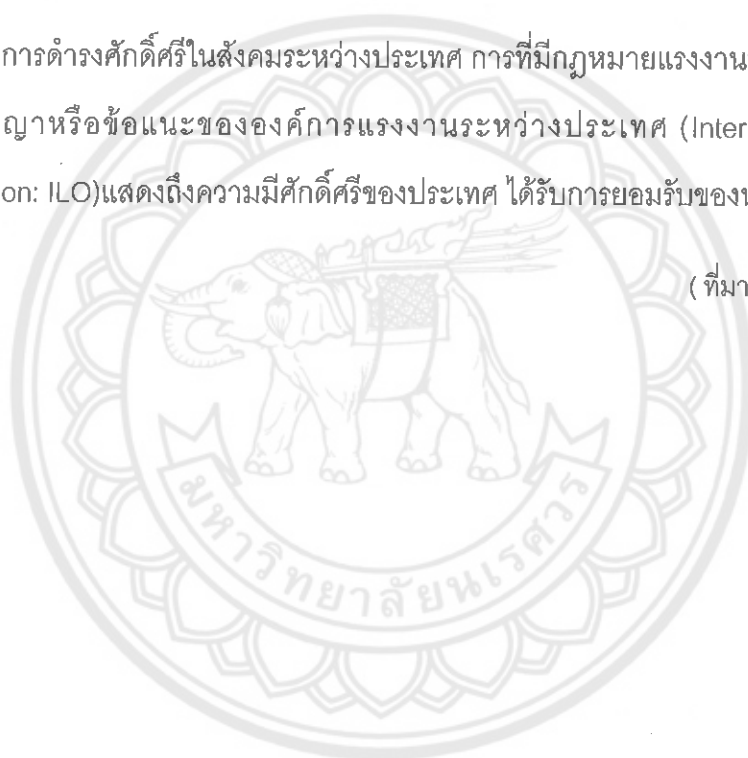 การดำรงศักดิ์ศรีในสังคมระหว่างประเทศ การที่มีกฎหมายแรงงาน
ญาหรือข้อแนะขององค์การแรงงานระหว่างประเทศ (Inter
on: ILO)แสดงถึงความมีศักดิ์ศรีของประเทศ ได้รับการยอมรับของ
( ที่มา
มหาวิทยาลัยนเรศวร